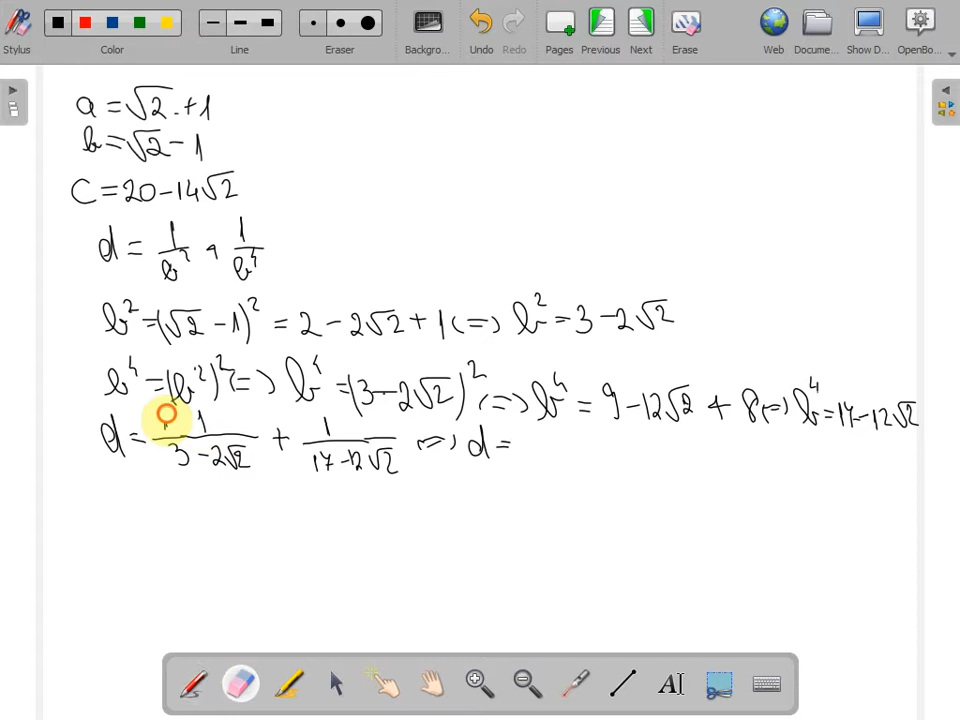 Stylus Color Line Eraser Backgro... Undo Redo Pages Previous Next Erase Web Docume... Show D... OpenBo...
a = √2 . + 1
b = √2 - 1
C = 20 - 14√2
d = 1/b² + 1/b⁴
b² = (√2 - 1)² = 2 - 2√2 + 1 <=> b² = 3 - 2√2
b⁴ = (b²)² <=> b⁴ = (3 - 2√2)² <=> b⁴ = 9 - 12√2 + 8 <=> b⁴ = 17 - 12√2
d = 1/(3 - 2√2) + 1/(17 - 12√2) <=> d =
A